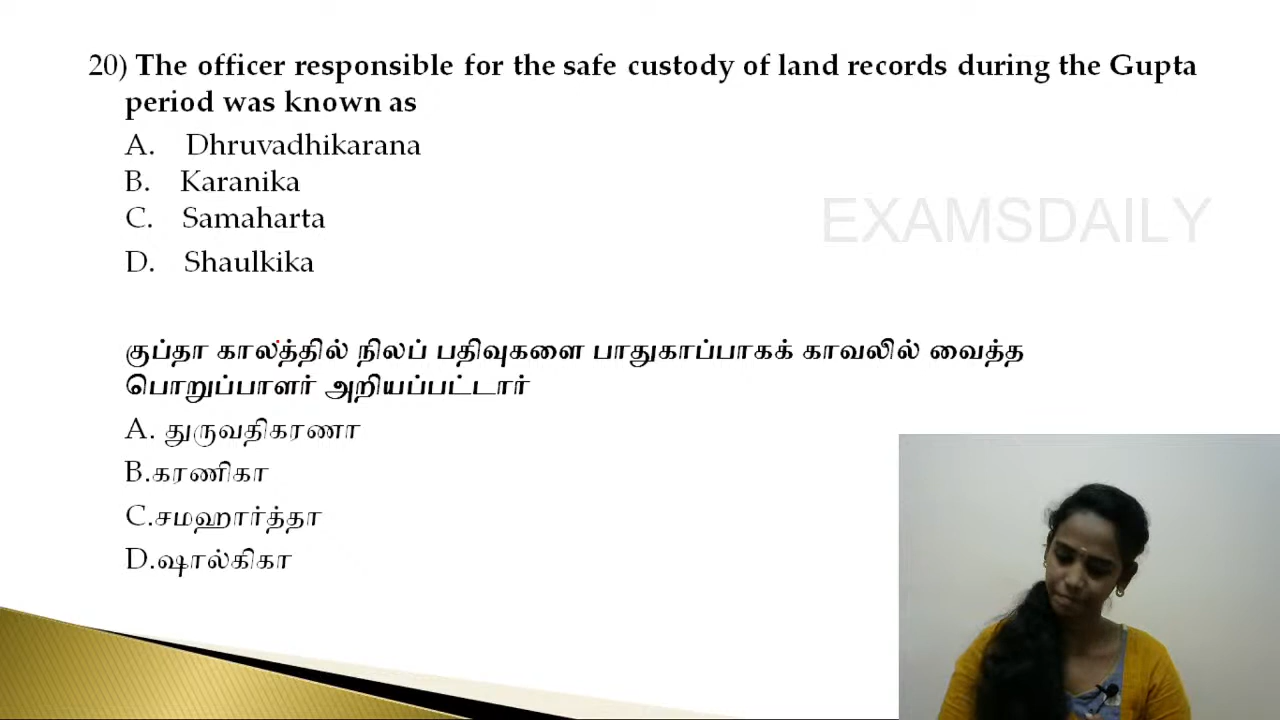 20) The officer responsible for the safe custody of land records during the Gupta
period was known as
A. Dhruvadhikarana
B. Karanika
C. Samaharta
D. Shaulkika
EXAMSDAILY
குப்தா காலத்தில் நிலப் பதிவுகளை பாதுகாப்பாகக் காவலில் வைத்த
பொறுப்பாளர் அறியப்பட்டார்
A. துருவதிகரணா
B.கரணிகா
C.சமஹார்த்தா
D.ஷால்கிகா